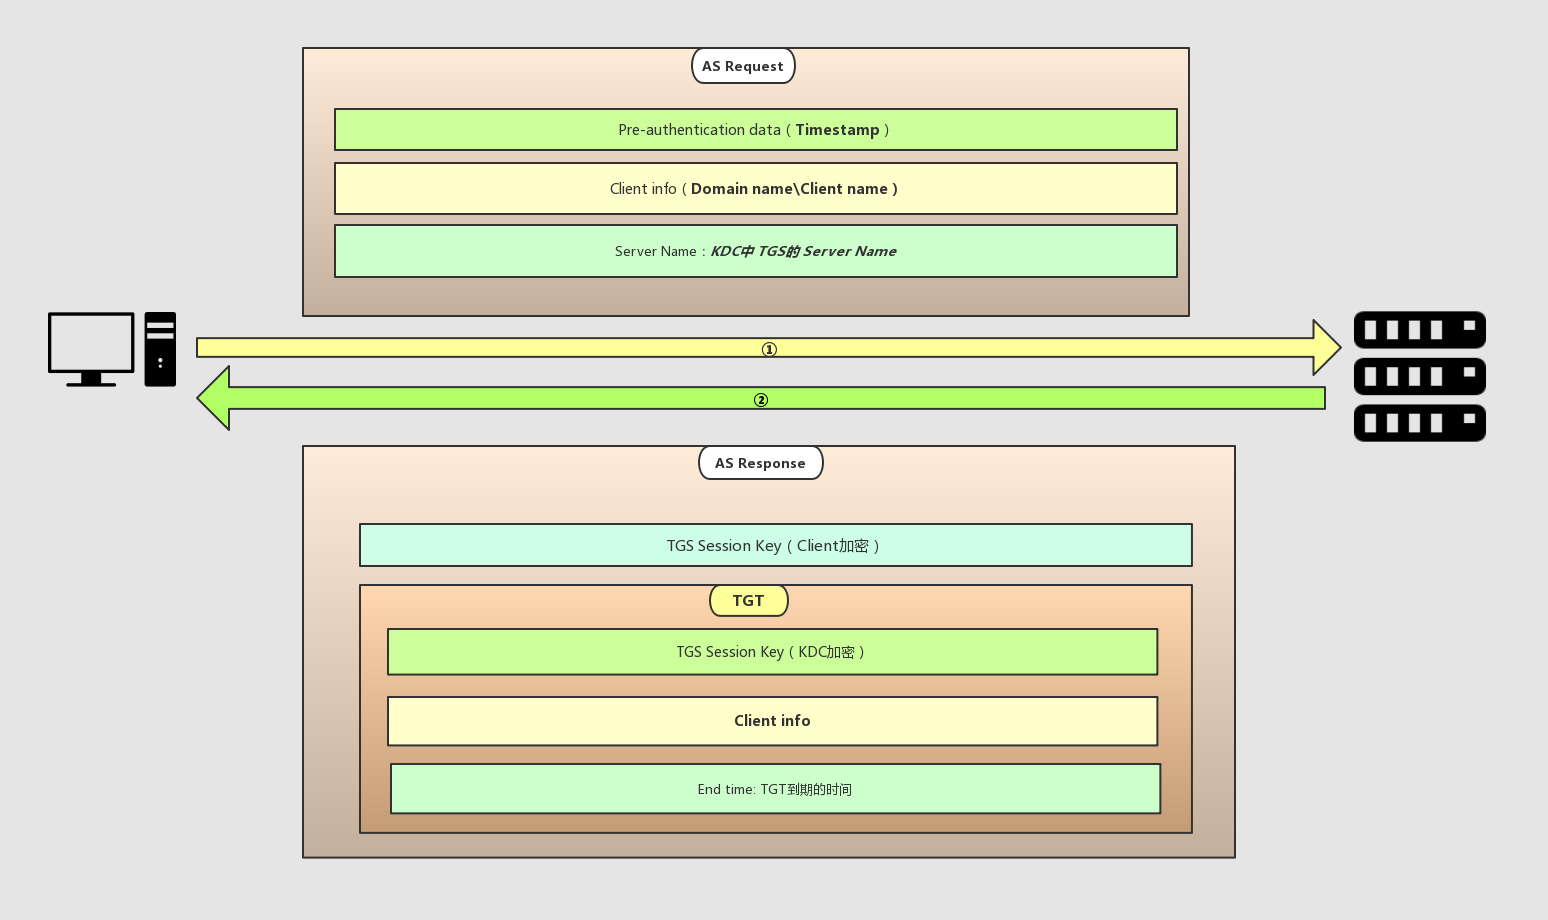 AS Request
Pre-authentication data ( Timestamp )
Client info ( Domain name\Client name )
Server Name : KDC中 TGS的 Server Name
①
②
AS Response
TGS Session Key ( Client加密 )
TGT
TGS Session Key ( KDC加密 )
Client info
End time: TGT到期的时间